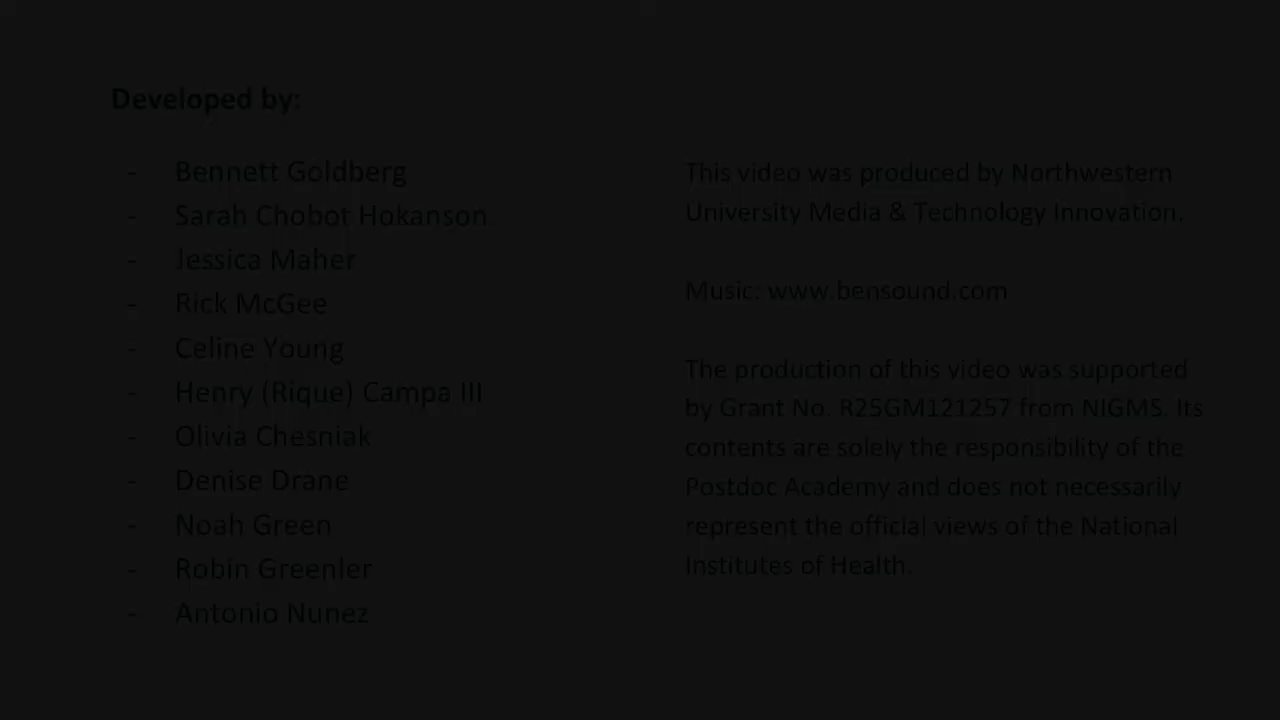 Developed by:
- Bennett Goldberg
- Sarah Chobot Hokanson
- Jessica Maher
- Rick McGee
- Celine Young
- Henry (Rique) Campa III
- Olivia Chesniak
- Denise Drane
- Noah Green
- Robin Greenler
- Antonio Nunez
This video was produced by Northwestern
University Media & Technology Innovation.
Music: www.bensound.com
The production of this video was supported
by Grant No. R25GM121257 from NIGMS. Its
contents are solely the responsibility of the
Postdoc Academy and does not necessarily
represent the official views of the National
Institutes of Health.